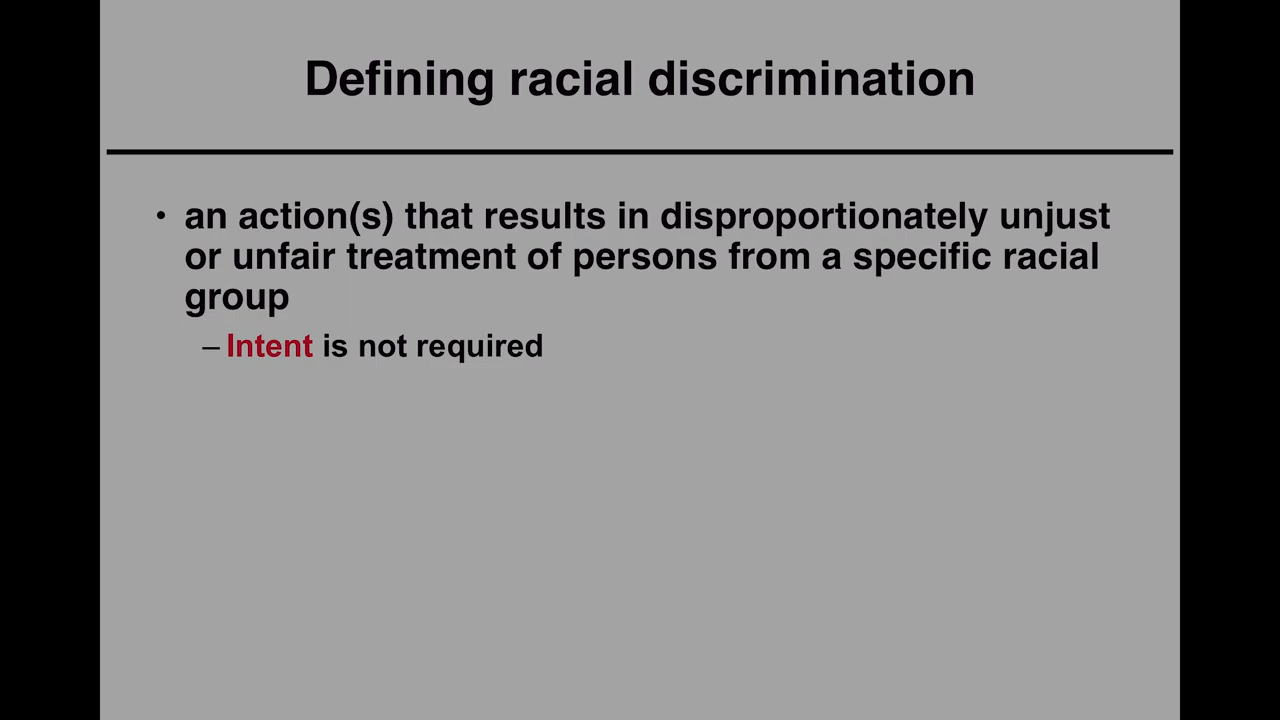 Defining racial discrimination
• an action(s) that results in disproportionately unjust
or unfair treatment of persons from a specific racial
group
– Intent is not required